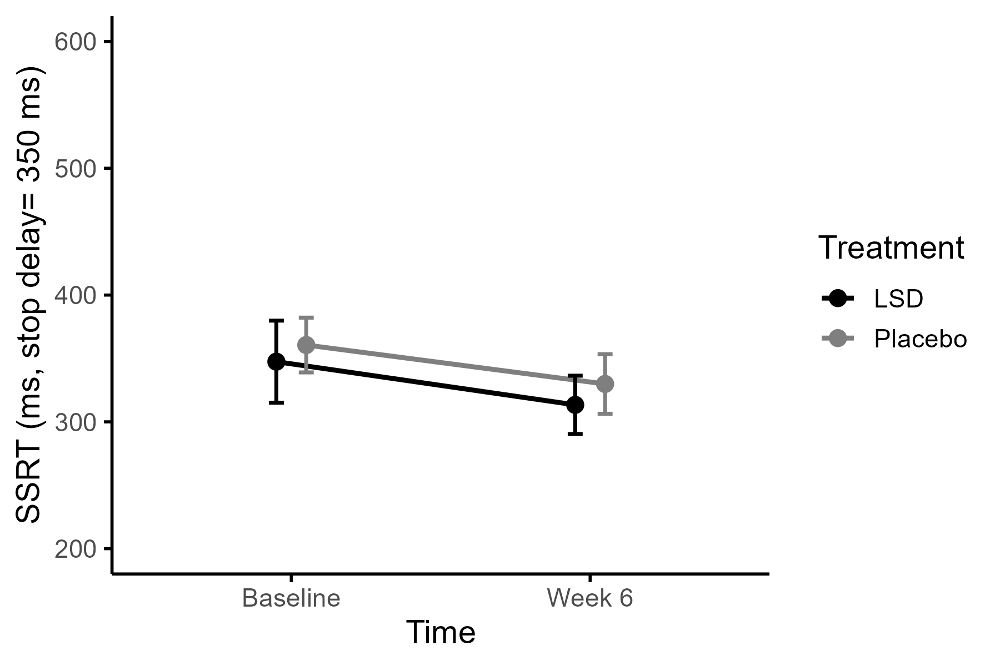 SSRT (ms, stop delay= 350 ms)
600
500
400
300
200
Baseline
Week 6
Time
Treatment
LSD
Placebo